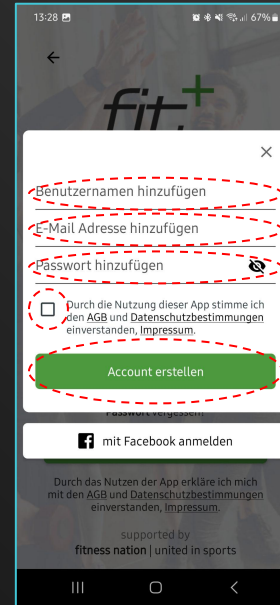 13:28 67%
fit+
Benutzernamen hinzufügen
E-Mail Adresse hinzufügen
Passwort hinzufügen
Durch die Nutzung dieser App stimme ich
den AGB und Datenschutzbestimmungen
einverstanden, Impressum.
Account erstellen
Passwort vergessen
mit Facebook anmelden
Durch das Nutzen der App erkläre ich mich
mit den AGB und Datenschutzbestimmungen
einverstanden, Impressum.
supported by
fitness nation | united in sports